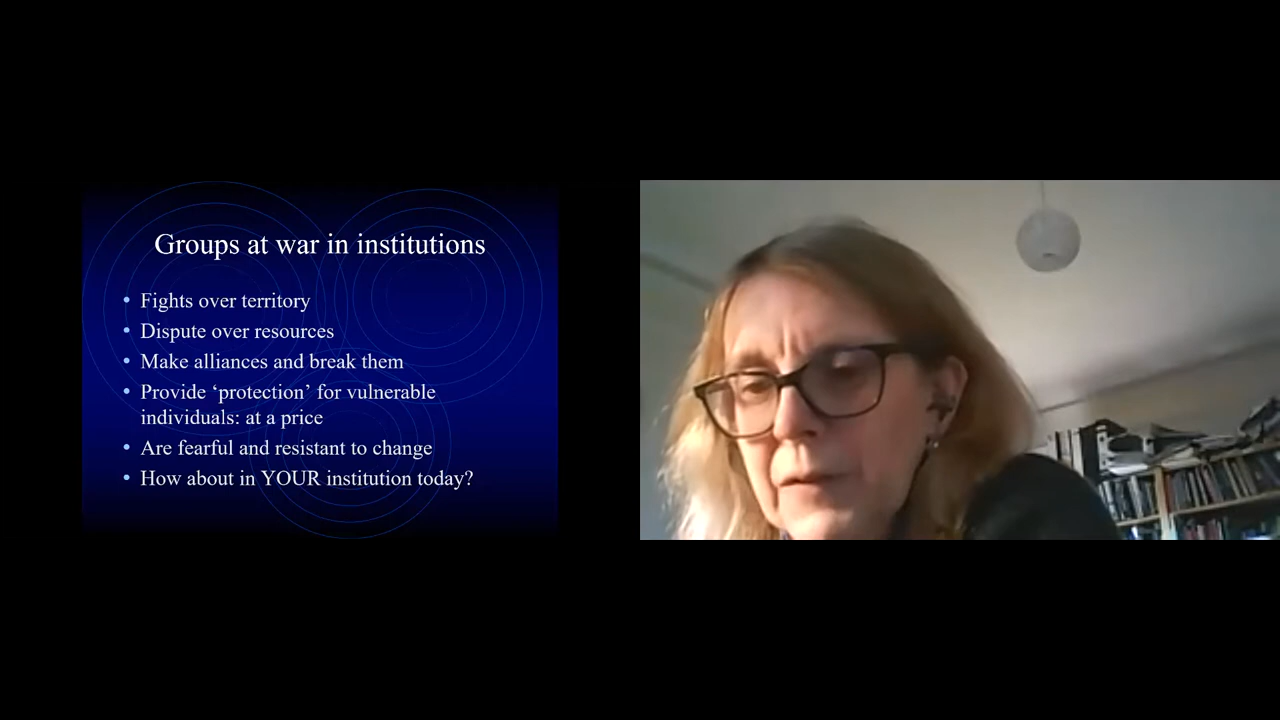 Groups at war in institutions
• Fights over territory
• Dispute over resources
• Make alliances and break them
• Provide ‘protection’ for vulnerable
individuals: at a price
• Are fearful and resistant to change
• How about in YOUR institution today?